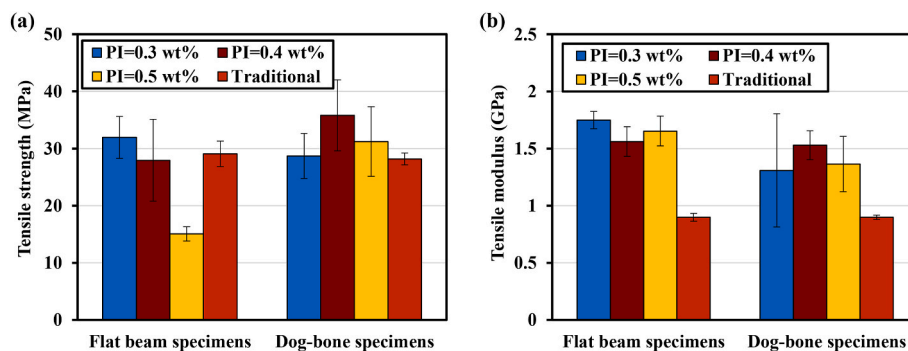 (a)
50
40
30
20
10
0
Tensile strength (MPa)
PI=0.3 wt% PI=0.4 wt%
PI=0.5 wt% Traditional
Flat beam specimens Dog-bone specimens
(b)
2.5
2
1.5
1
0.5
0
Tensile modulus (GPa)
PI=0.3 wt% PI=0.4 wt%
PI=0.5 wt% Traditional
Flat beam specimens Dog-bone specimens